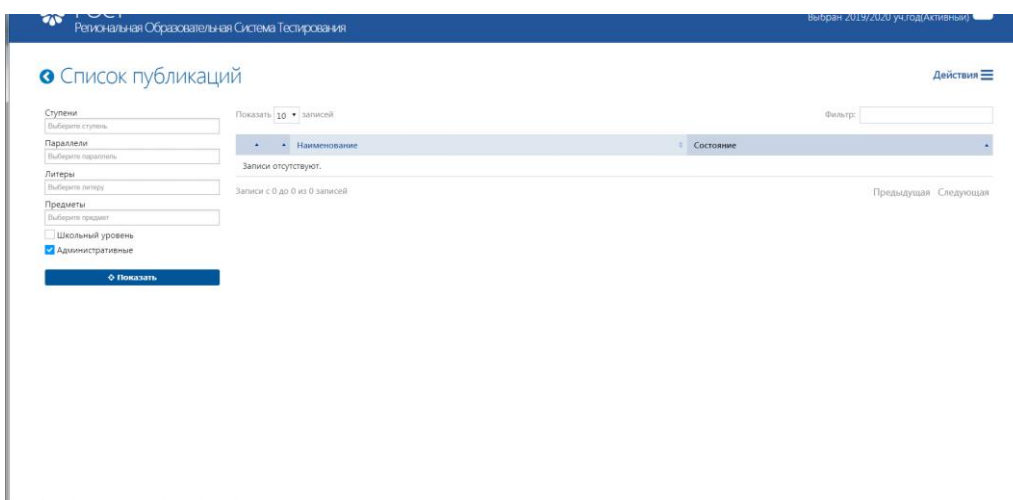 РОСТ
Региональная Образовательная Система Тестирования
Выбран 2019/2020 уч.год(Активный)
Список публикаций
Действия
Ступени
Выберите ступень
Параллели
Выберите параллель
Литеры
Выберите литеру
Предметы
Выберите предмет
Школьный уровень
Административные
Показать
Показать 10 записей
Фильтр:
Наименование
Состояние
Записи отсутствуют.
Записи с 0 до 0 из 0 записей
Предыдущая Следующая